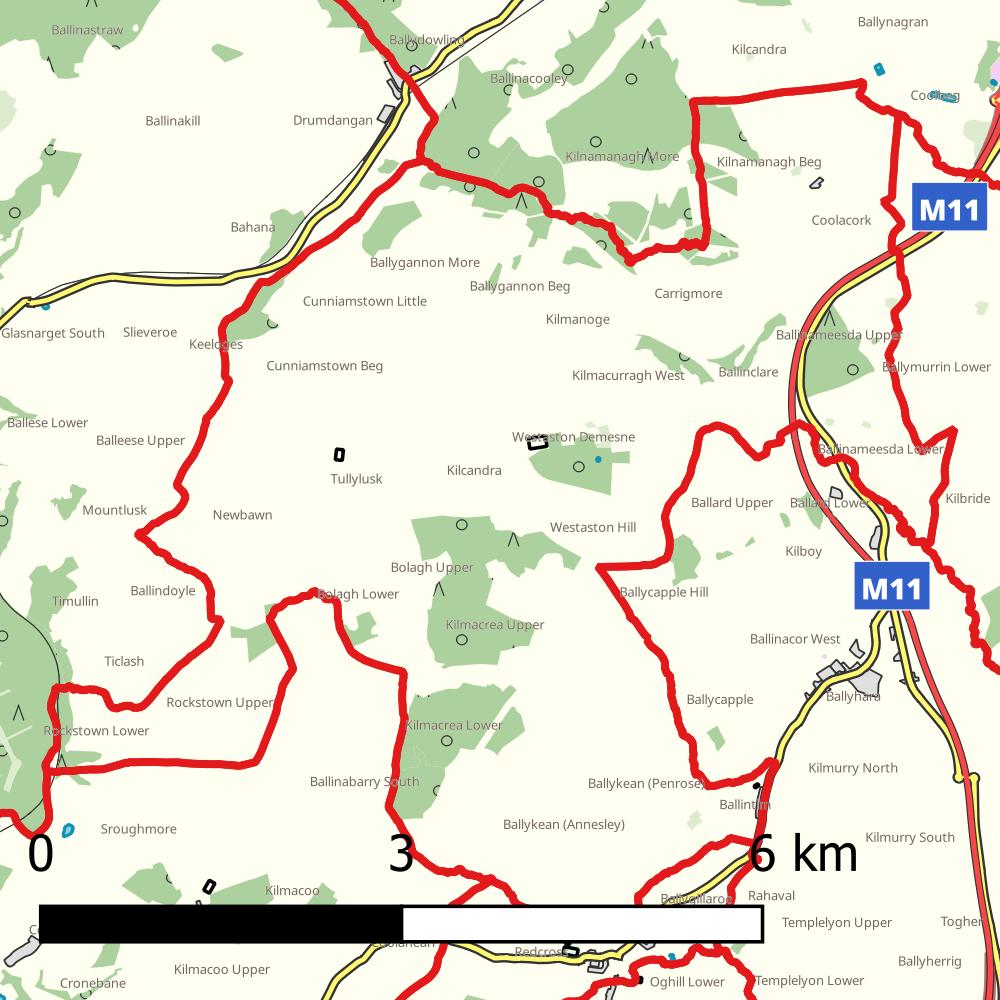 Ballynagran
Ballinastraw
Ballydowling
Kilcandra
Ballinacooley
Coolbeg
Ballinakill
Drumdangan
Kilnamanagh More
Kilnamanagh Beg
M11
Coolacork
Bahana
Ballygannon More
Ballygannon Beg
Carrigmore
Cunniamstown Little
Kilmanoge
Glasnarget South
Slieveroe
Keeloges
Ballinameesda Upper
Cunniamstown Beg
Kilmacurragh West
Ballinclare
Ballymurrin Lower
Ballese Lower
Balleese Upper
Westaston Demesne
Ballinameesda Lower
Kilcandra
Tullylusk
Mountlusk
Newbawn
Ballard Upper
Ballard Lower
Kilbride
Westaston Hill
Kilboy
Bolagh Upper
M11
Ballindoyle
Bolagh Lower
Ballycapple Hill
Timullin
Kilmacrea Upper
Ballinacor West
Ticlash
Rockstown Upper
Ballycapple
Ballyhara
Rockstown Lower
Kilmacrea Lower
Kilmurry North
Ballinabarry South
Ballykean (Penrose)
Ballykean (Annesley)
Sroughmore
Kilmurry South
0 3 6 km
Kilmacoo
Rahaval
Templelyon Upper
Togher
Redcross
Kilmacoo Upper
Ballyherrig
Cronebane
Oghill Lower
Templelyon Lower